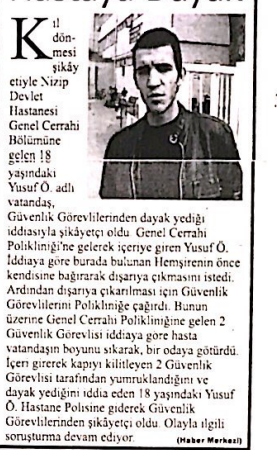 Hastaya Dayak
Kıl
dön-
mesi
şikây
etiyle Nizip
Devlet
Hastanesi
Genel Cerrahi
Bölümüne
gelen 18
yaşındaki
Yusuf Ö. adlı
vatandaş,
Güvenlik Görevlilerinden dayak yediği
iddiasıyla şikâyetçi oldu. Genel Cerrahi
Polikliniği'ne gelerek içeriye giren Yusuf Ö.
İddiaya göre burada bulunan Hemşirenin önce
kendisine bağırarak dışarıya çıkmasını istedi.
Ardından dışarıya çıkarılması için Güvenlik
Görevlilerini Polikliniğe çağırdı. Bunun
üzerine Genel Cerrahi Polikliniğine gelen 2
Güvenlik Görevlisi iddiaya göre hasta
vatandaşın boyunu sıkarak, bir odaya götürdü.
İçeri girerek kapıyı kilitleyen 2 Güvenlik
Görevlisi tarafından yumruklandığını ve
dayak yediğini iddia eden 18 yaşındaki Yusuf
Ö. Hastane Polisine giderek Güvenlik
Görevlilerinden şikâyetçi oldu. Olayla ilgili
soruşturma devam ediyor. (Haber Merkezi)